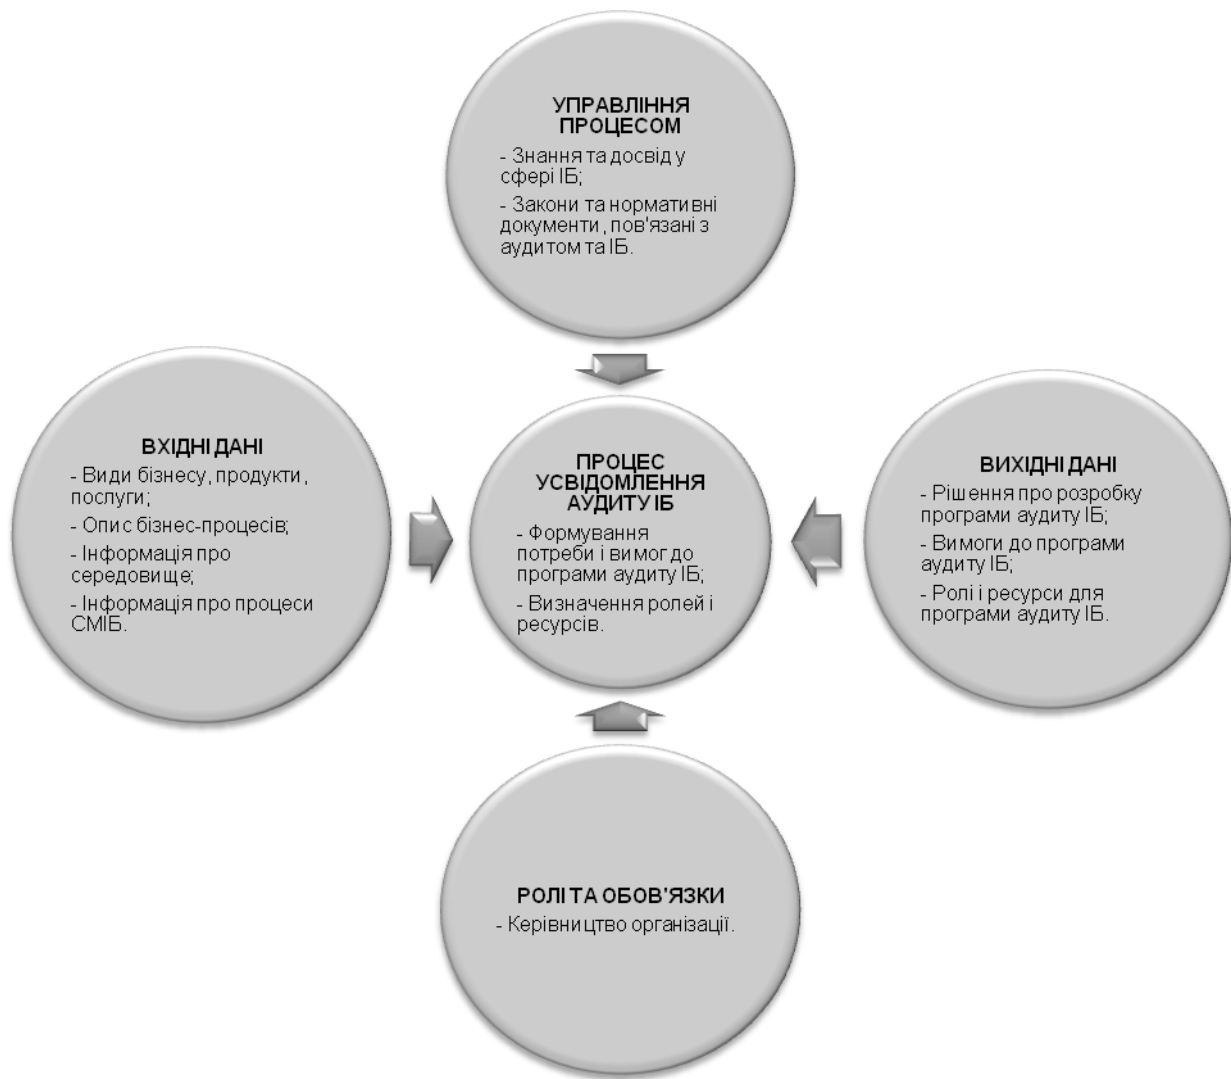 УПРАВЛІННЯ
ПРОЦЕСОМ
- Знання та досвід у
сфері ІБ;
- Закони та нормативні
документи, пов'язані з
аудитом та ІБ.
ВХІДНІ ДАНІ
- Види бізнесу, продукти,
послуги;
- Опис бізнес-процесів;
- Інформація про
середовище;
- Інформація про процеси
СМІБ.
ПРОЦЕС
УСВІДОМЛЕННЯ
АУДИТУ ІБ
- Формування
потреби і вимог до
програми аудиту ІБ;
- Визначення ролей і
ресурсів.
ВИХІДНІ ДАНІ
- Рішення про розробку
програми аудиту ІБ;
- Вимоги до програми
аудиту ІБ;
- Ролі і ресурси для
програми аудиту ІБ.
РОЛІ ТА ОБОВ'ЯЗКИ
- Керівництво організації.